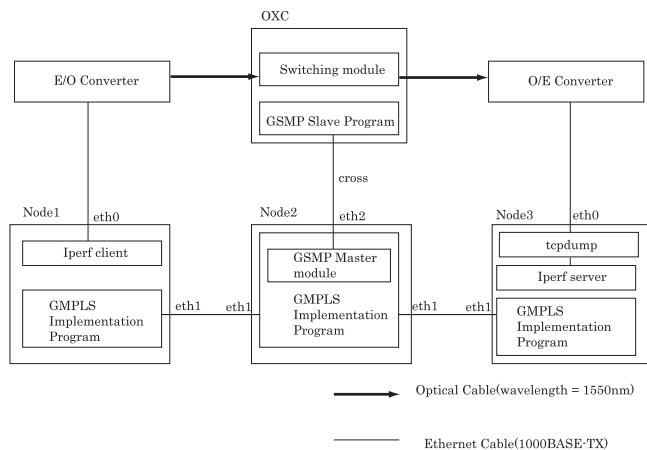 OXC
E/O Converter
Switching module
O/E Converter
GSMP Slave Program
cross
Node1
eth0
Node2
eth2
Node3
eth0
Iperf client
GSMP Master
module
tcpdump
Iperf server
GMPLS
Implementation
Program
eth1
eth1
GMPLS
Implementation
Program
eth1
eth1
GMPLS
Implementation
Program
Optical Cable(wavelength = 1550nm)
Ethernet Cable(1000BASE-TX)